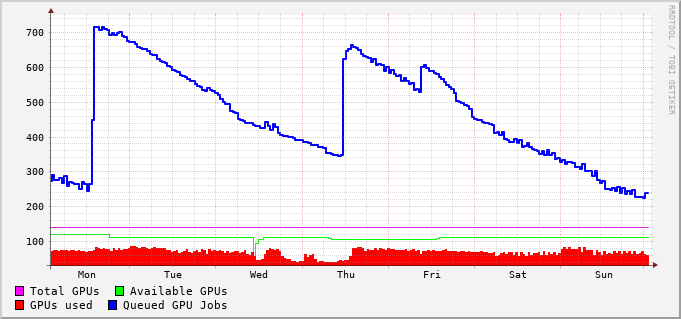 700
600
500
400
300
200
100
Mon Tue Wed Thu Fri Sat Sun
Total GPUs Available GPUs
GPUs used Queued GPU Jobs
RRDTOOL / TOBI OETIKER